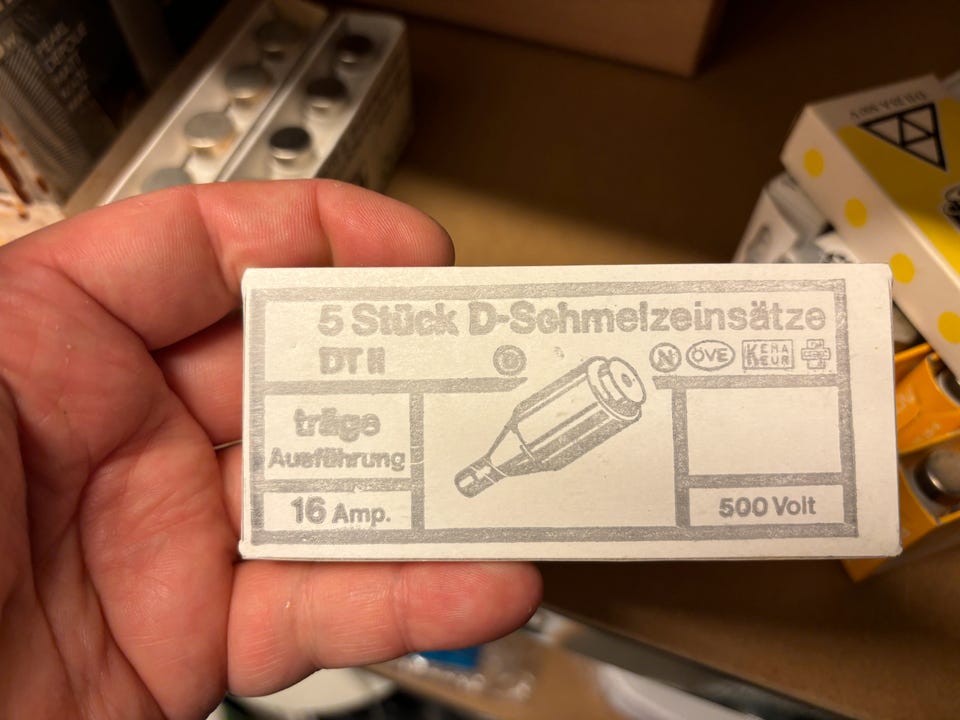 5 Stück D-Schmelzeinsätze
DT II
D N ÖVE KEMA KEUR
träge
Ausführung
16 Amp.
500 Volt